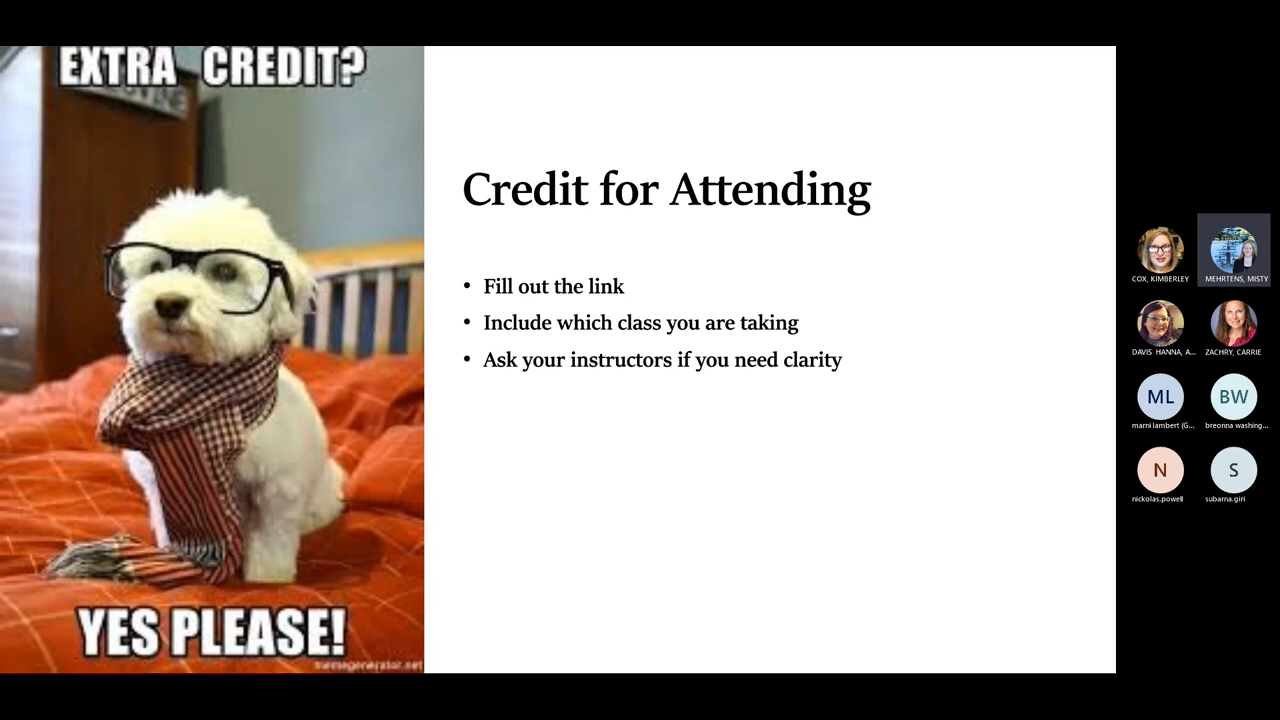 EXTRA CREDIT?
YES PLEASE!
memegenerator.net
Credit for Attending
• Fill out the link
• Include which class you are taking
• Ask your instructors if you need clarity
COX, KIMBERLEY
MEHRTENS, MISTY
DAVIS HANNA, A...
ZACHRY, CARRIE
ML
BW
marni lambert (G...
breonna washing...
N
S
nickolas.powell
subarna.giri